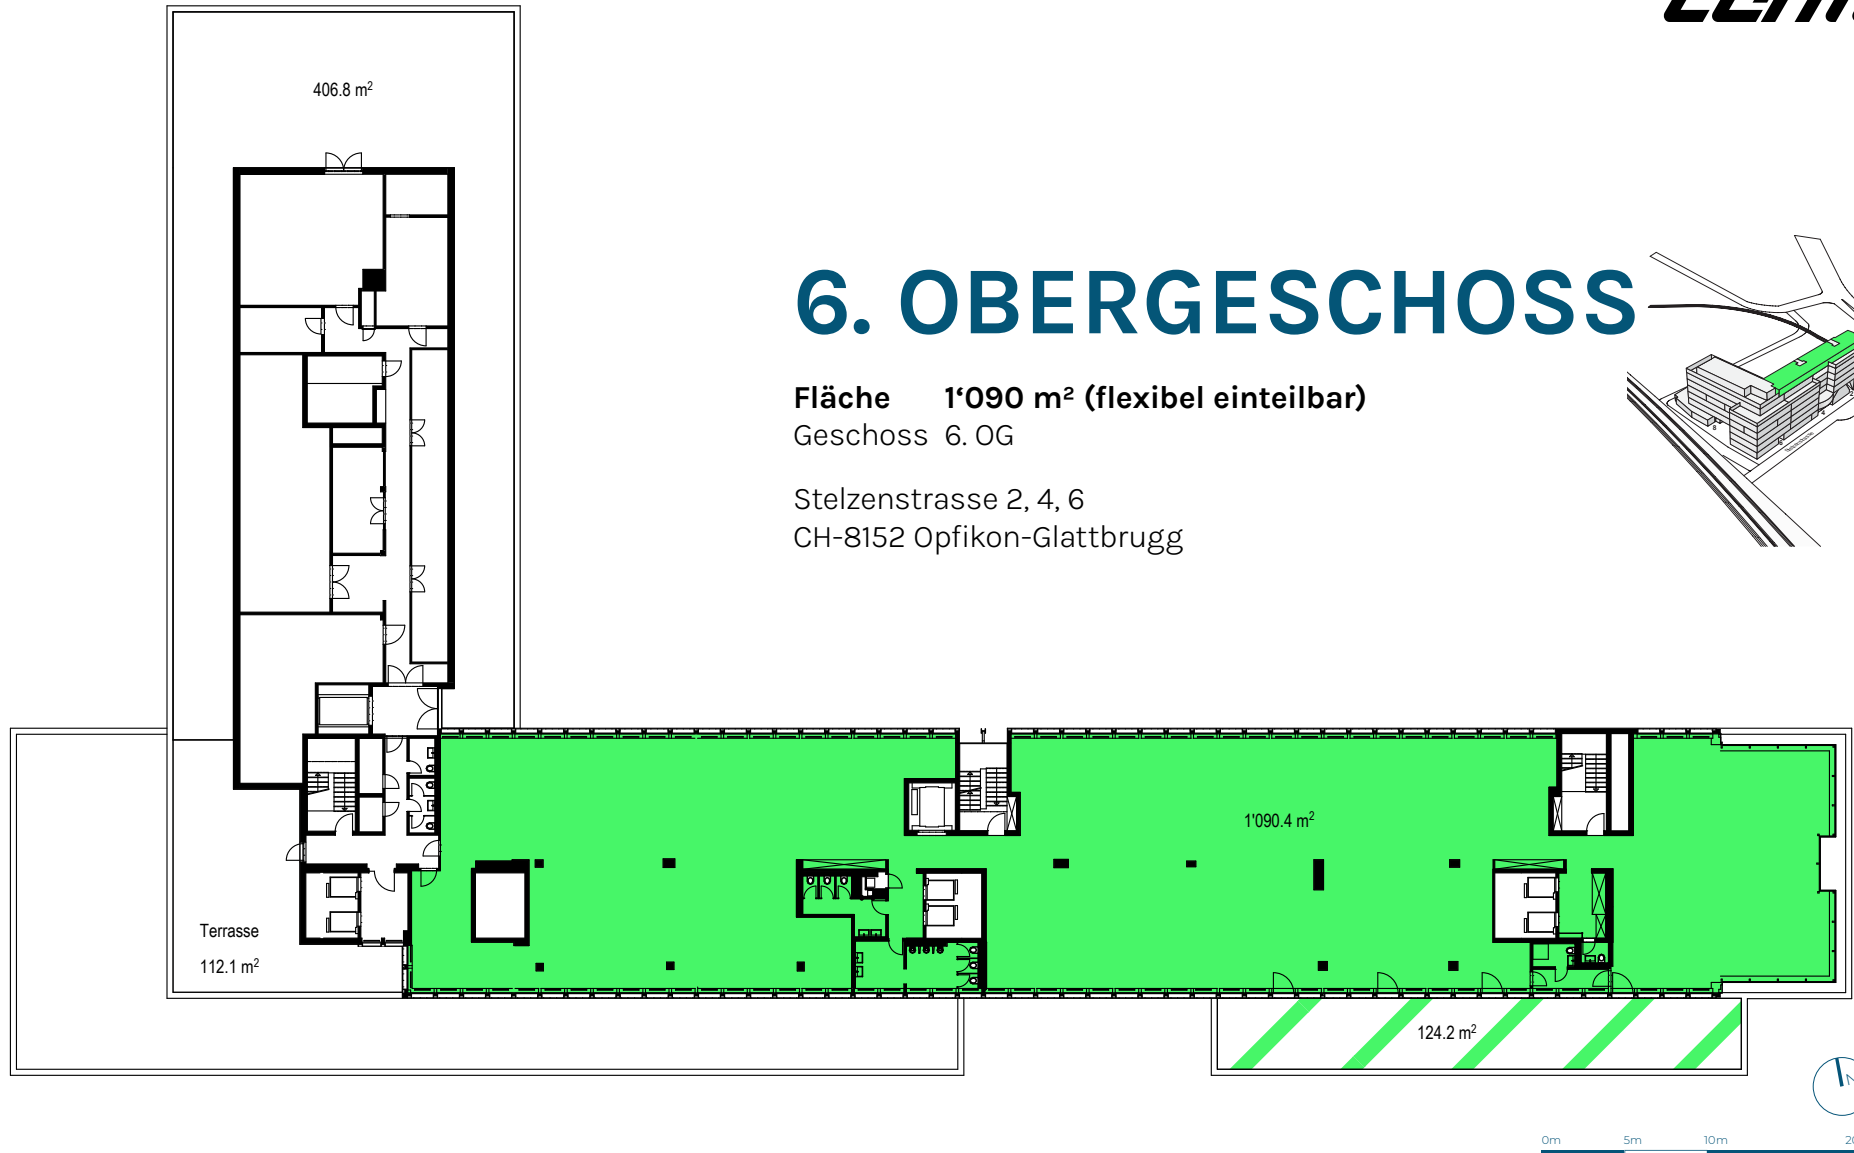 406.8 m²
6. OBERGESCHOSS
Fläche 1‘090 m² (flexibel einteilbar)
Geschoss 6. OG
Stelzenstrasse 2, 4, 6
CH-8152 Opfikon-Glattbrugg
1'090.4 m²
Terrasse
112.1 m²
124.2 m²
0m 5m 10m